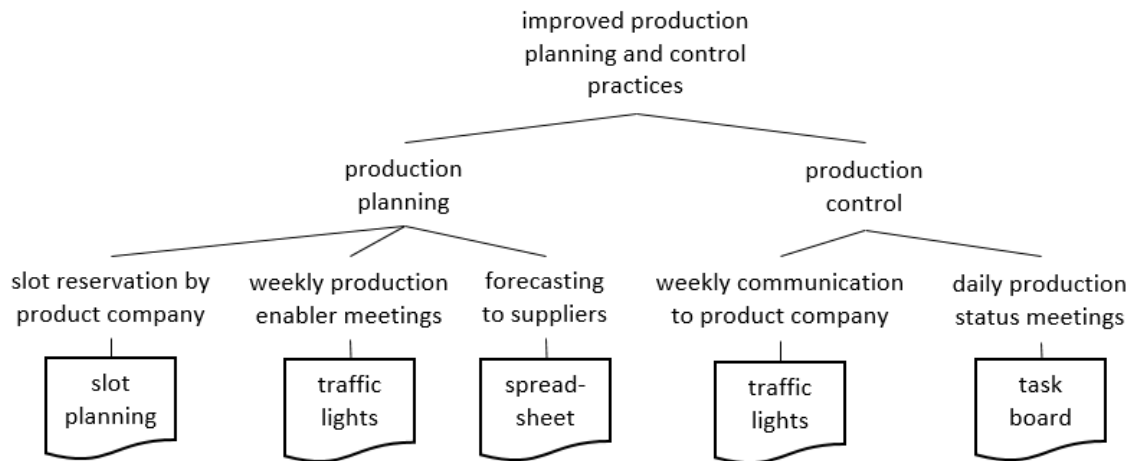 improved production
planning and control
practices
production
planning
production
control
slot reservation by
product company
weekly production
enabler meetings
forecasting
to suppliers
weekly communication
to product company
daily production
status meetings
slot
planning
traffic
lights
spread-
sheet
traffic
lights
task
board